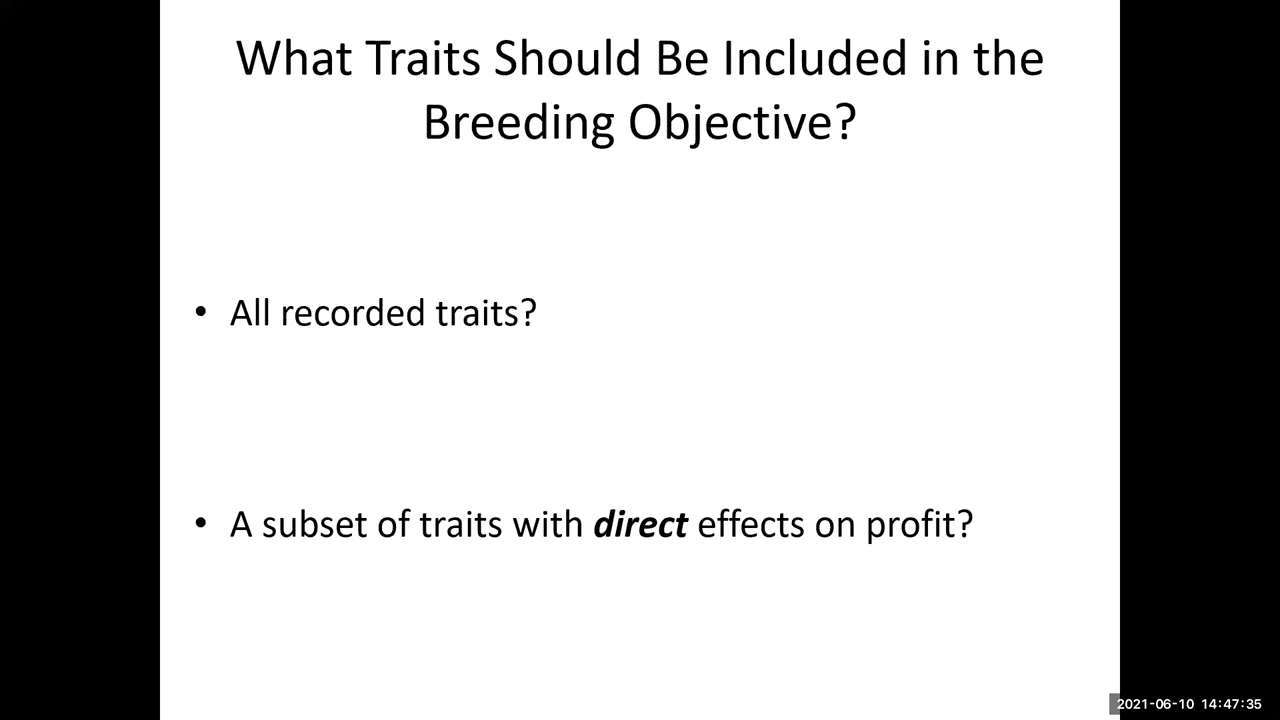 What Traits Should Be Included in the
Breeding Objective?
• All recorded traits?
• A subset of traits with direct effects on profit?
2021-06-10 14:47:35